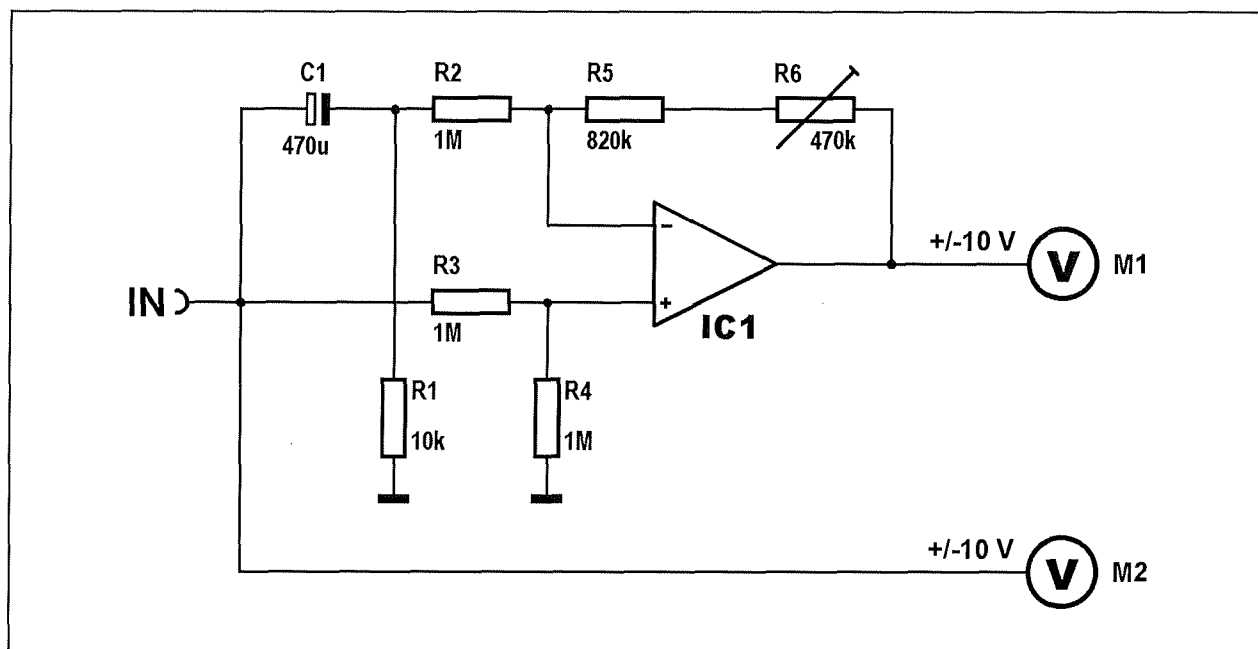 C1
470u
R2
1M
R5
820k
R6
470k
-
+
IC1
+/-10 V
V
M1
IN
R3
1M
R1
10k
R4
1M
+/-10 V
V
M2